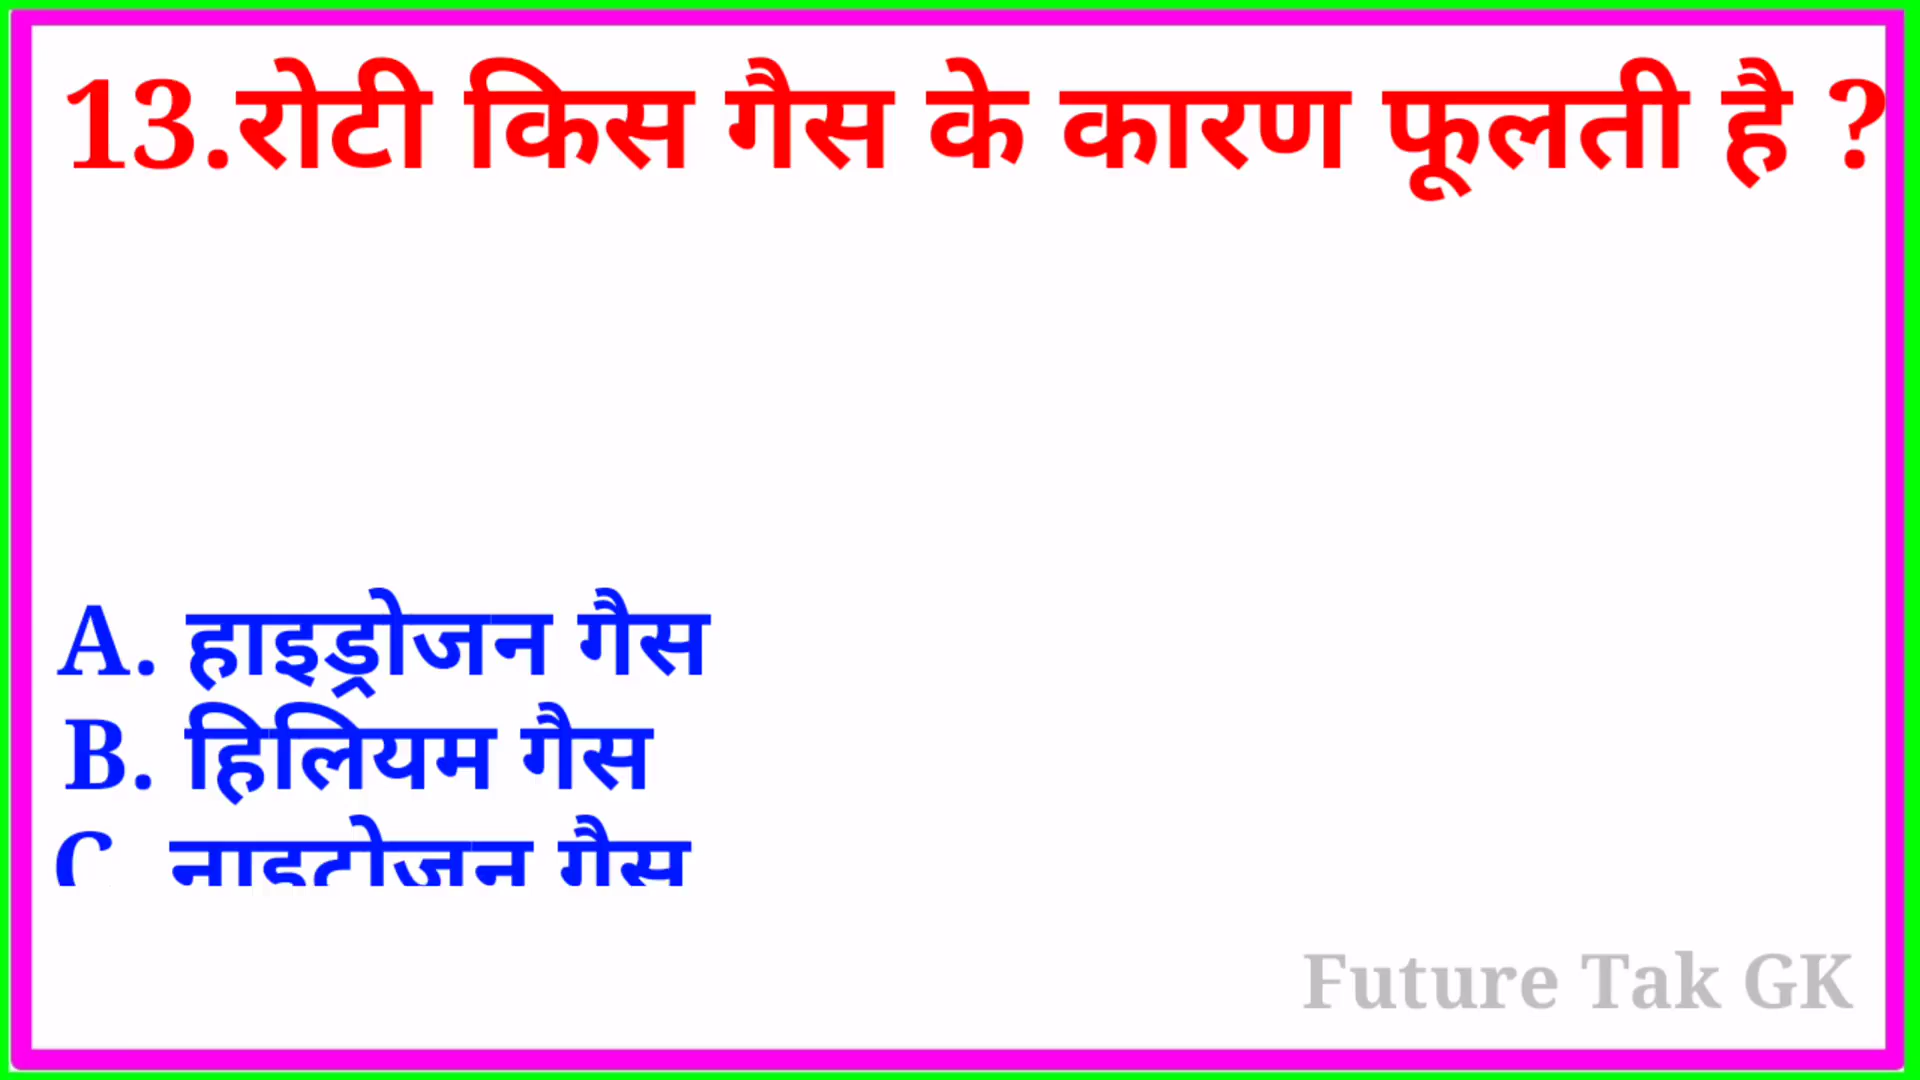 13.रोटी किस गैस के कारण फूलती है ?
A. हाइड्रोजन गैस
B. हिलियम गैस
C. नाइट्रोजन गैस
Future Tak GK